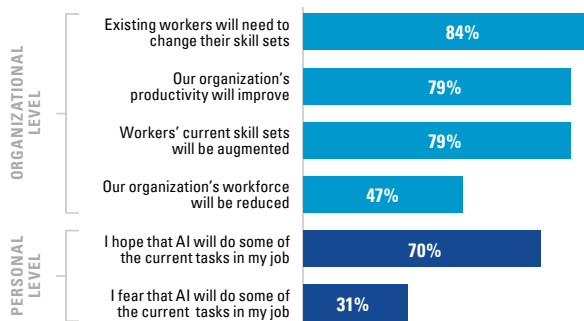 ORGANIZATIONAL
LEVEL
Existing workers will need to
change their skill sets
84%
Our organization's
productivity will improve
79%
Workers' current skill sets
will be augmented
79%
Our organization's workforce
will be reduced
47%
PERSONAL
LEVEL
I hope that AI will do some of
the current tasks in my job
70%
I fear that AI will do some of
the current tasks in my job
31%